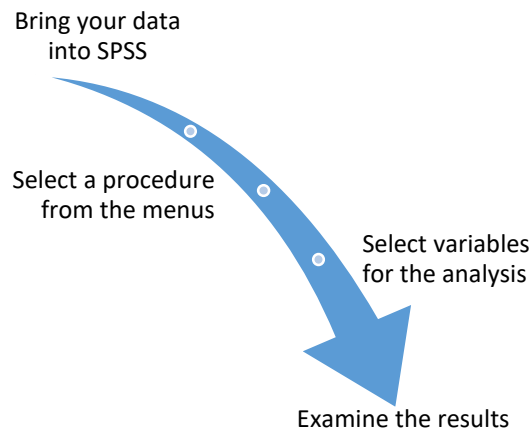 Bring your data
into SPSS
Select a procedure
from the menus
Select variables
for the analysis
Examine the results